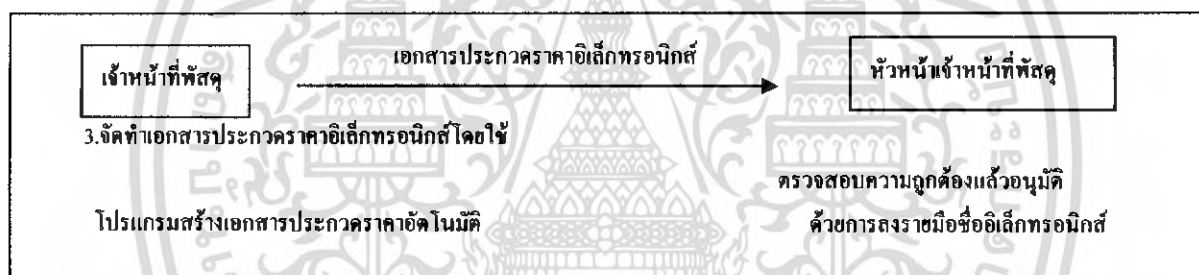 เอกสารประกวดราคาอิเล็กทรอนิกส์
เจ้าหน้าที่พัสดุ
หัวหน้าเจ้าหน้าที่พัสดุ
3.จัดทำเอกสารประกวดราคาอิเล็กทรอนิกส์โดยใช้
ตรวจสอบความถูกต้องแล้วอนุมัติ
โปรแกรมสร้างเอกสารประกวดราคาอัตโนมัติ
ด้วยการลงรายมือชื่ออิเล็กทรอนิกส์